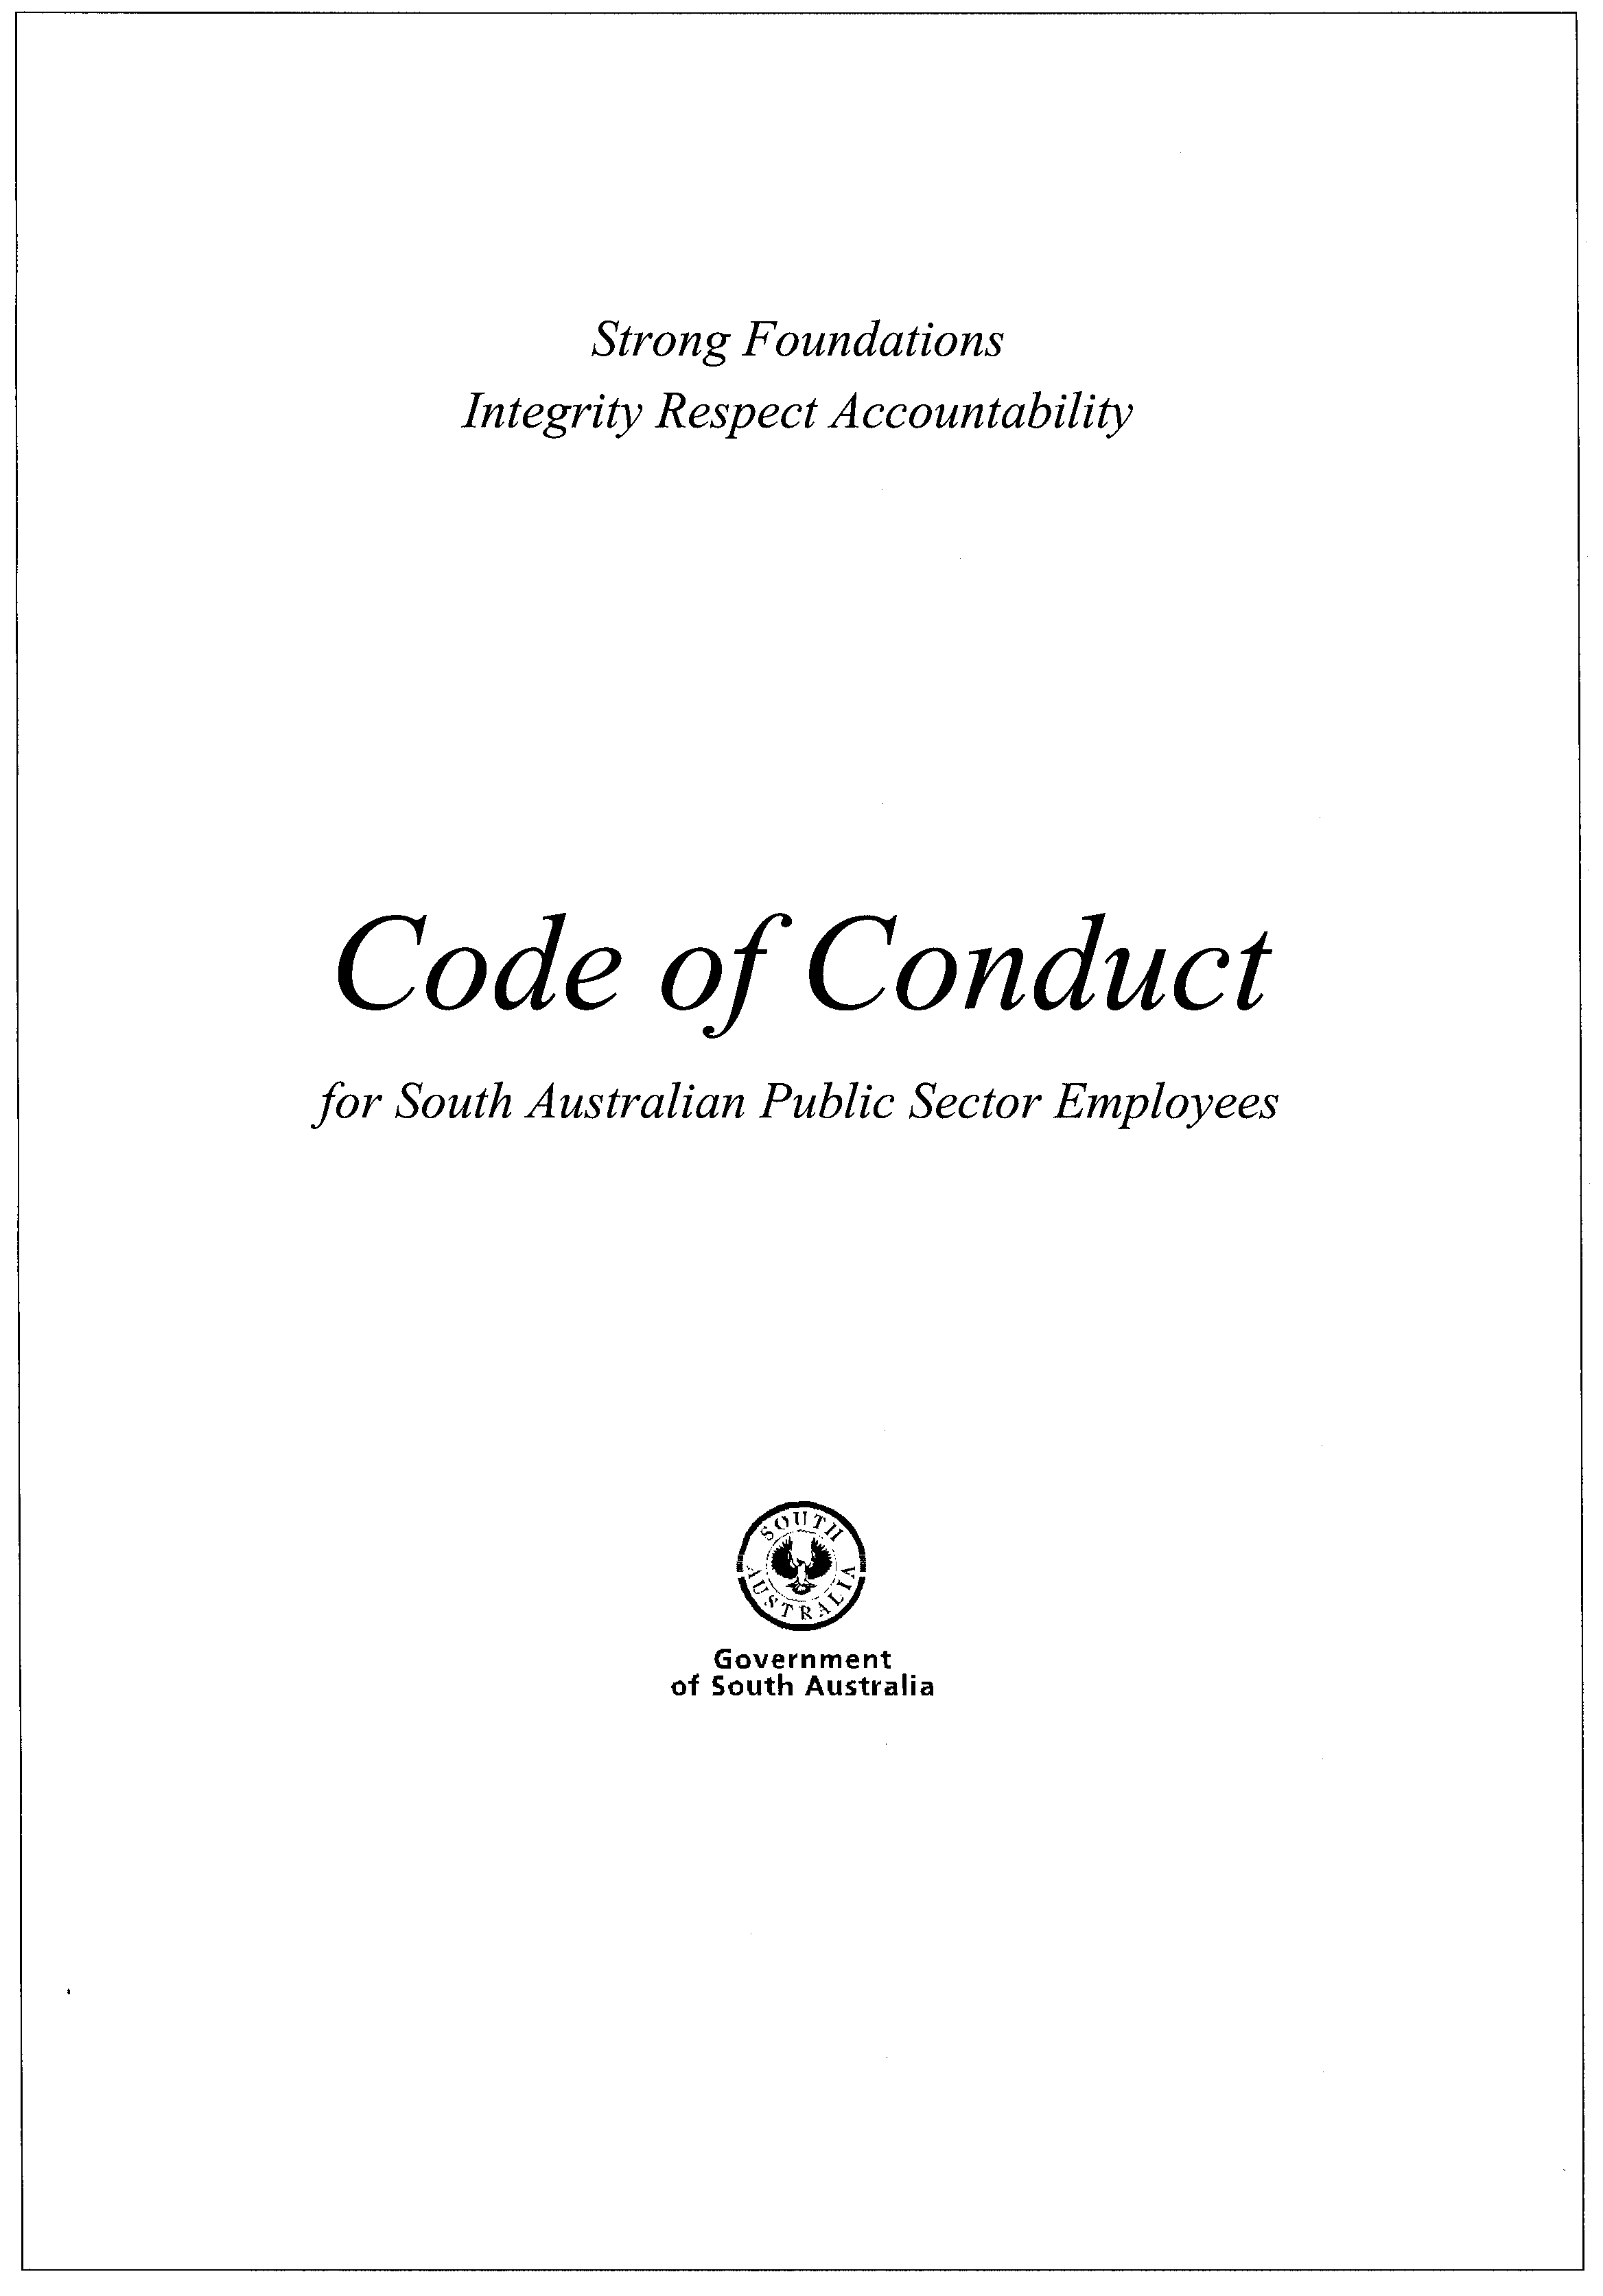 Strong Foundations
Integrity Respect Accountability
Code of Conduct
for South Australian Public Sector Employees
SOUTH
AUSTRALIA
Government
of South Australia